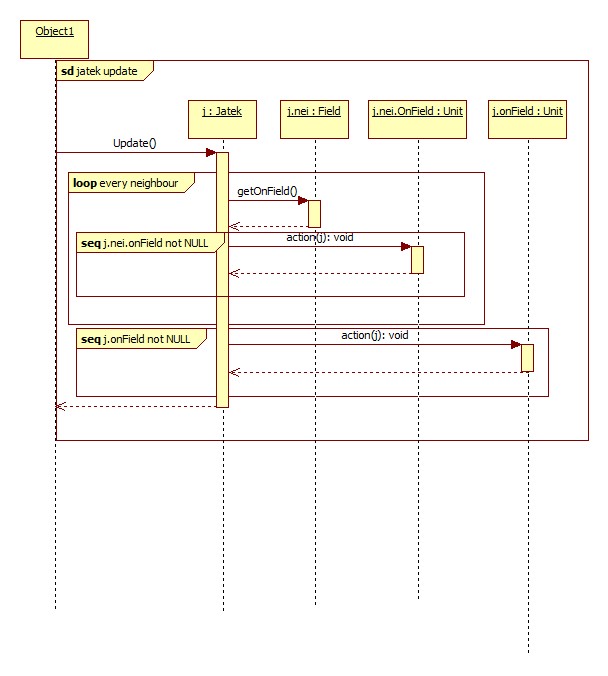 Object1
sd jatek update
j : Jatek
j.nei : Field
j.nei.OnField : Unit
j.onField : Unit
Update()
loop every neighbour
getOnField()
seq j.nei.onField not NULL
action(j): void
seq j.onField not NULL
action(j): void